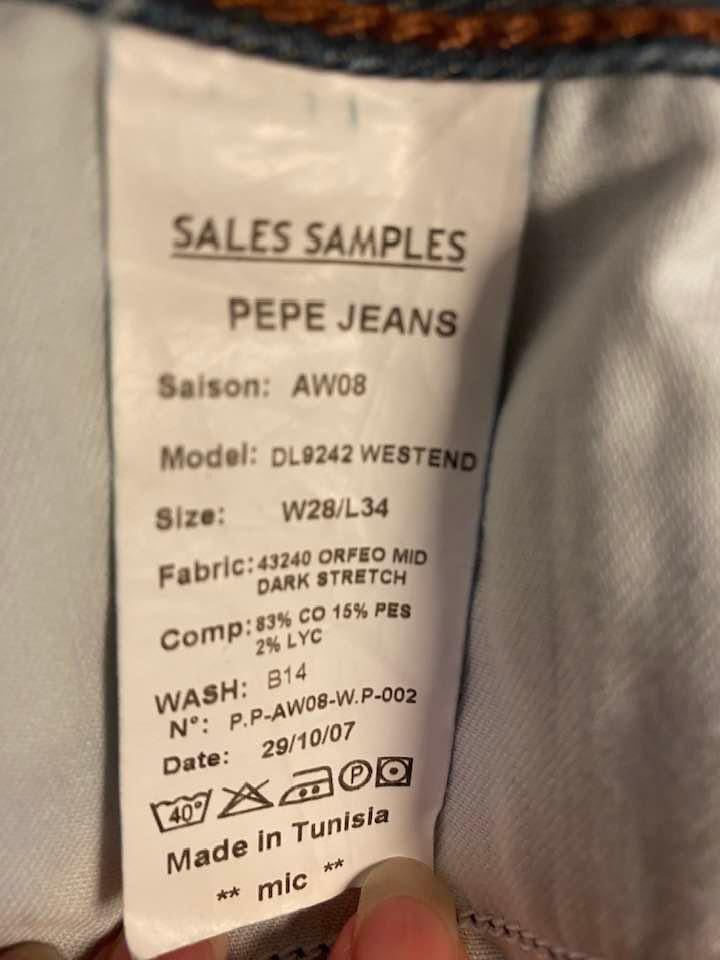 SALES SAMPLES
PEPE JEANS
Saison: AW08
Model: DL9242 WESTEND
Size: W28/L34
Fabric: 43240 ORFEO MID
DARK STRETCH
Comp: 83% CO 15% PES
2% LYC
WASH: B14
N°: P.P-AW08-W.P-002
Date: 29/10/07
40° P
Made in Tunisia
** mic **